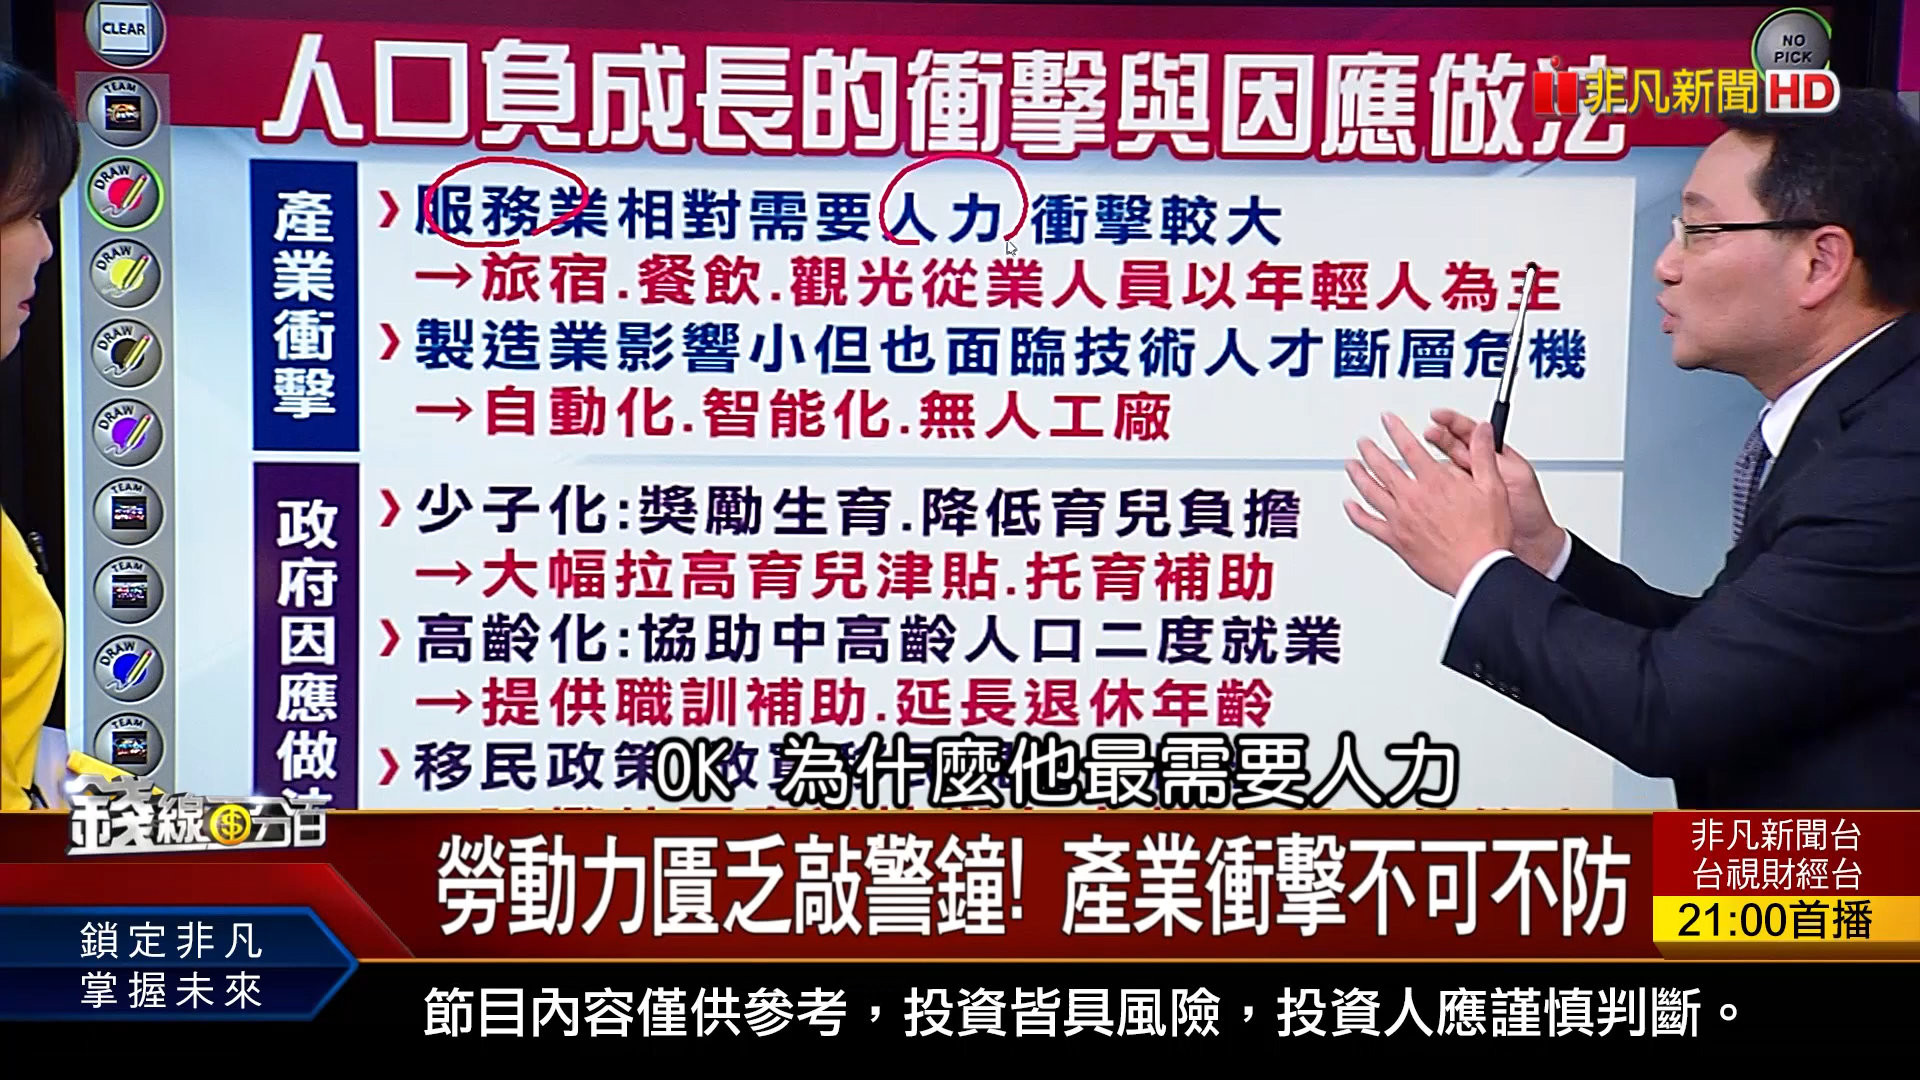 CLEAR
NO PICK
人口負成長的衝擊與因應做法
非凡新聞HD
TEAM
DRAW
DRAW
DRAW
DRAW
TEAM
TEAM
DRAW
TEAM
產業衝擊
服務業相對需要人力 衝擊較大
→旅宿.餐飲.觀光從業人員以年輕人為主
製造業影響小但也面臨技術人才斷層危機
→自動化.智能化.無人工廠
政府因應做法
少子化:獎勵生育.降低育兒負擔
→大幅拉高育兒津貼.托育補助
高齡化:協助中高齡人口二度就業
→提供職訓補助.延長退休年齡
移民政策
OK 為什麼他最需要人力
錢線百分百
勞動力匱乏敲警鐘! 產業衝擊不可不防
非凡新聞台
台視財經台
21:00首播
鎖定非凡
掌握未來
節目內容僅供參考，投資皆具風險，投資人應謹慎判斷。